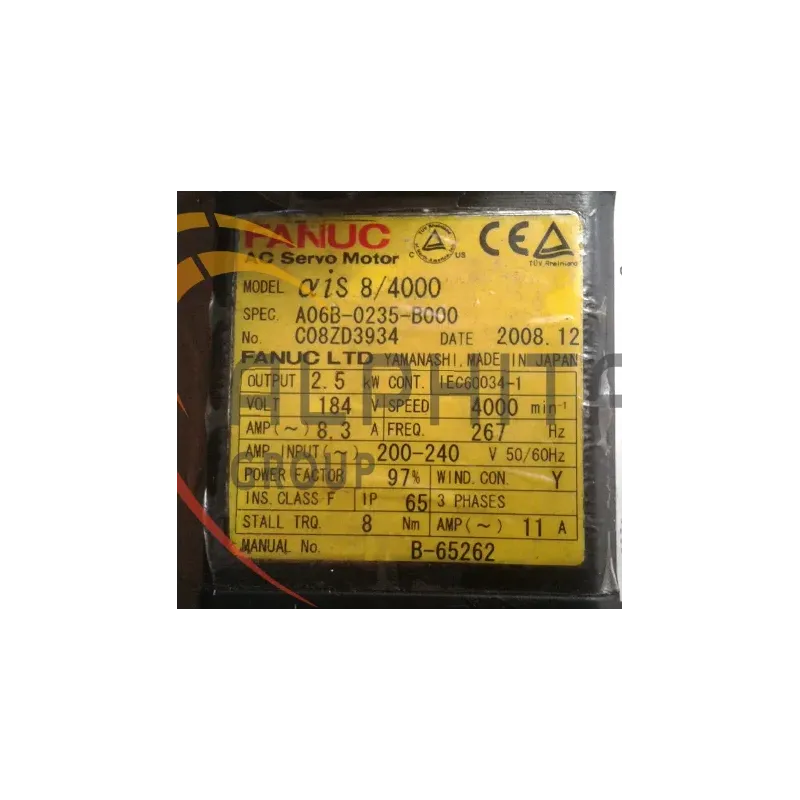 FANUC
AC Servo Motor
C US
CE
TÜV Rheinland
MODEL αiS 8/4000
SPEC. A06B-0235-B000
No. C08ZD3934 DATE 2008.12
FANUC LTD YAMANASHI, MADE IN JAPAN
OUTPUT 2.5 kW CONT. IEC60034-1
VOLT 184 V SPEED 4000 min⁻¹
AMP(~) 8.3 A FREQ. 267 Hz
AMP. INPUT(~) 200-240 V 50/60Hz
POWER FACTOR 97% WIND. CON. Y
INS. CLASS F IP 65 3 PHASES
STALL TRQ. 8 Nm AMP(~) 11 A
MANUAL No. B-65262
GROUP